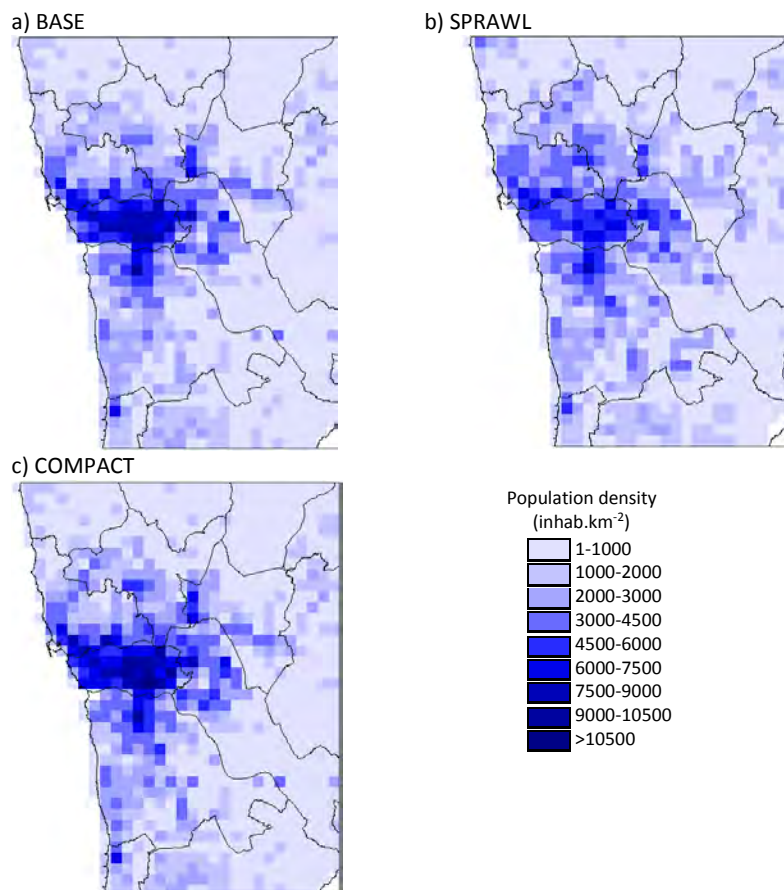 a) BASE
b) SPRAWL
c) COMPACT
Population density
(inhab.km⁻²)
1-1000
1000-2000
2000-3000
3000-4500
4500-6000
6000-7500
7500-9000
9000-10500
>10500